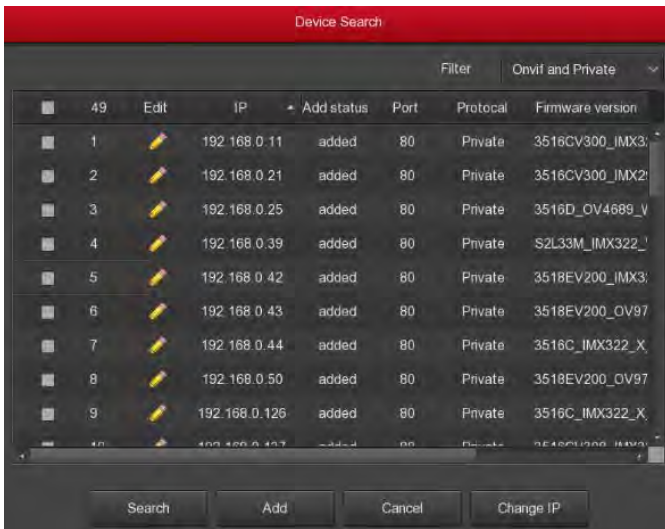 Device Search
Filter Onvif and Private
49 Edit IP Add status Port Protocal Firmware version
1 192.168.0.11 added 80 Private 3516CV300_IMX3
2 192.168.0.21 added 80 Private 3516CV300_IMX2
3 192.168.0.25 added 80 Private 3516D_OV4689_V
4 192.168.0.39 added 80 Private S2L33M_IMX322_
5 192.168.0.42 added 80 Private 3518EV200_IMX3
6 192.168.0.43 added 80 Private 3518EV200_OV97
7 192.168.0.44 added 80 Private 3516C_IMX322_X
8 192.168.0.50 added 80 Private 3518EV200_OV97
9 192.168.0.126 added 80 Private 3516C_IMX322_X
Search Add Cancel Change IP